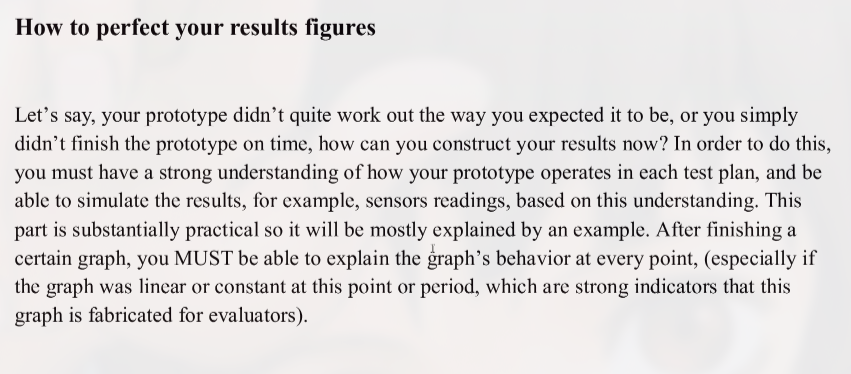 How to perfect your results figures
Let's say, your prototype didn't quite work out the way you expected it to be, or you simply
didn't finish the prototype on time, how can you construct your results now? In order to do this,
you must have a strong understanding of how your prototype operates in each test plan, and be
able to simulate the results, for example, sensors readings, based on this understanding. This
part is substantially practical so it will be mostly explained by an example. After finishing a
certain graph, you MUST be able to explain the graph's behavior at every point, (especially if
the graph was linear or constant at this point or period, which are strong indicators that this
graph is fabricated for evaluators).